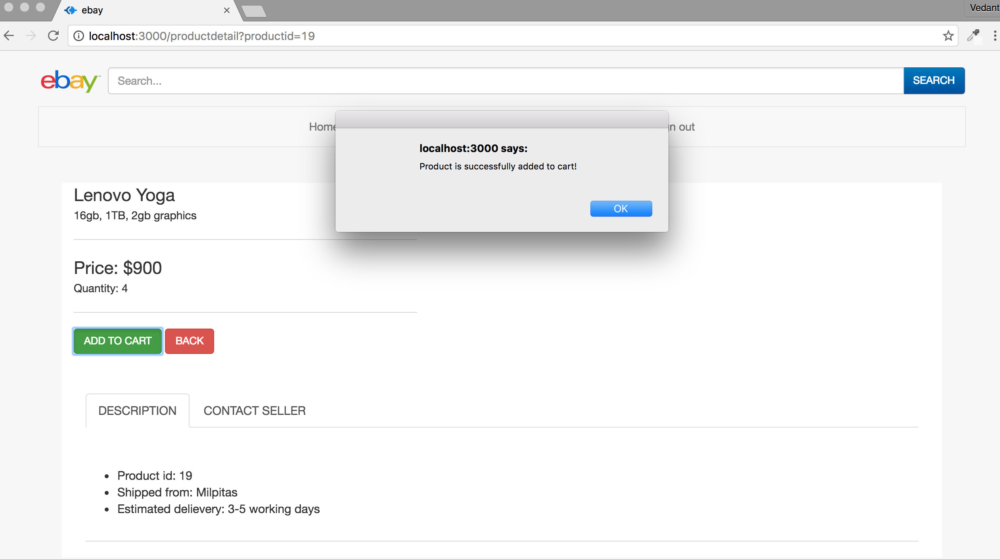 ebay
Vedant
localhost:3000/productdetail?productid=19
ebay™
Search...
SEARCH
Home
n out
localhost:3000 says:
Product is successfully added to cart!
OK
Lenovo Yoga
16gb, 1TB, 2gb graphics
Price: $900
Quantity: 4
ADD TO CART
BACK
DESCRIPTION
CONTACT SELLER
• Product id: 19
• Shipped from: Milpitas
• Estimated delievery: 3-5 working days